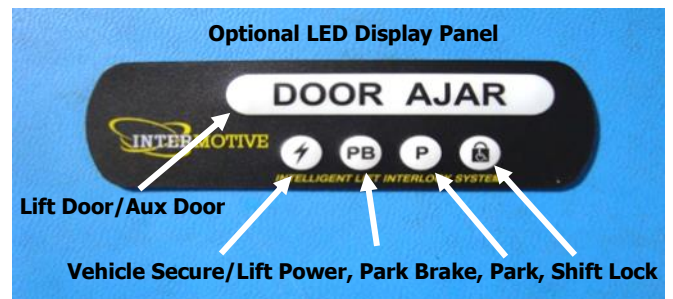 Optional LED Display Panel
DOOR AJAR
INTERMOTIVE
PB
P
INTELLIGENT LIFT INTERLOCK SYSTEM
Lift Door/Aux Door
Vehicle Secure/Lift Power, Park Brake, Park, Shift Lock